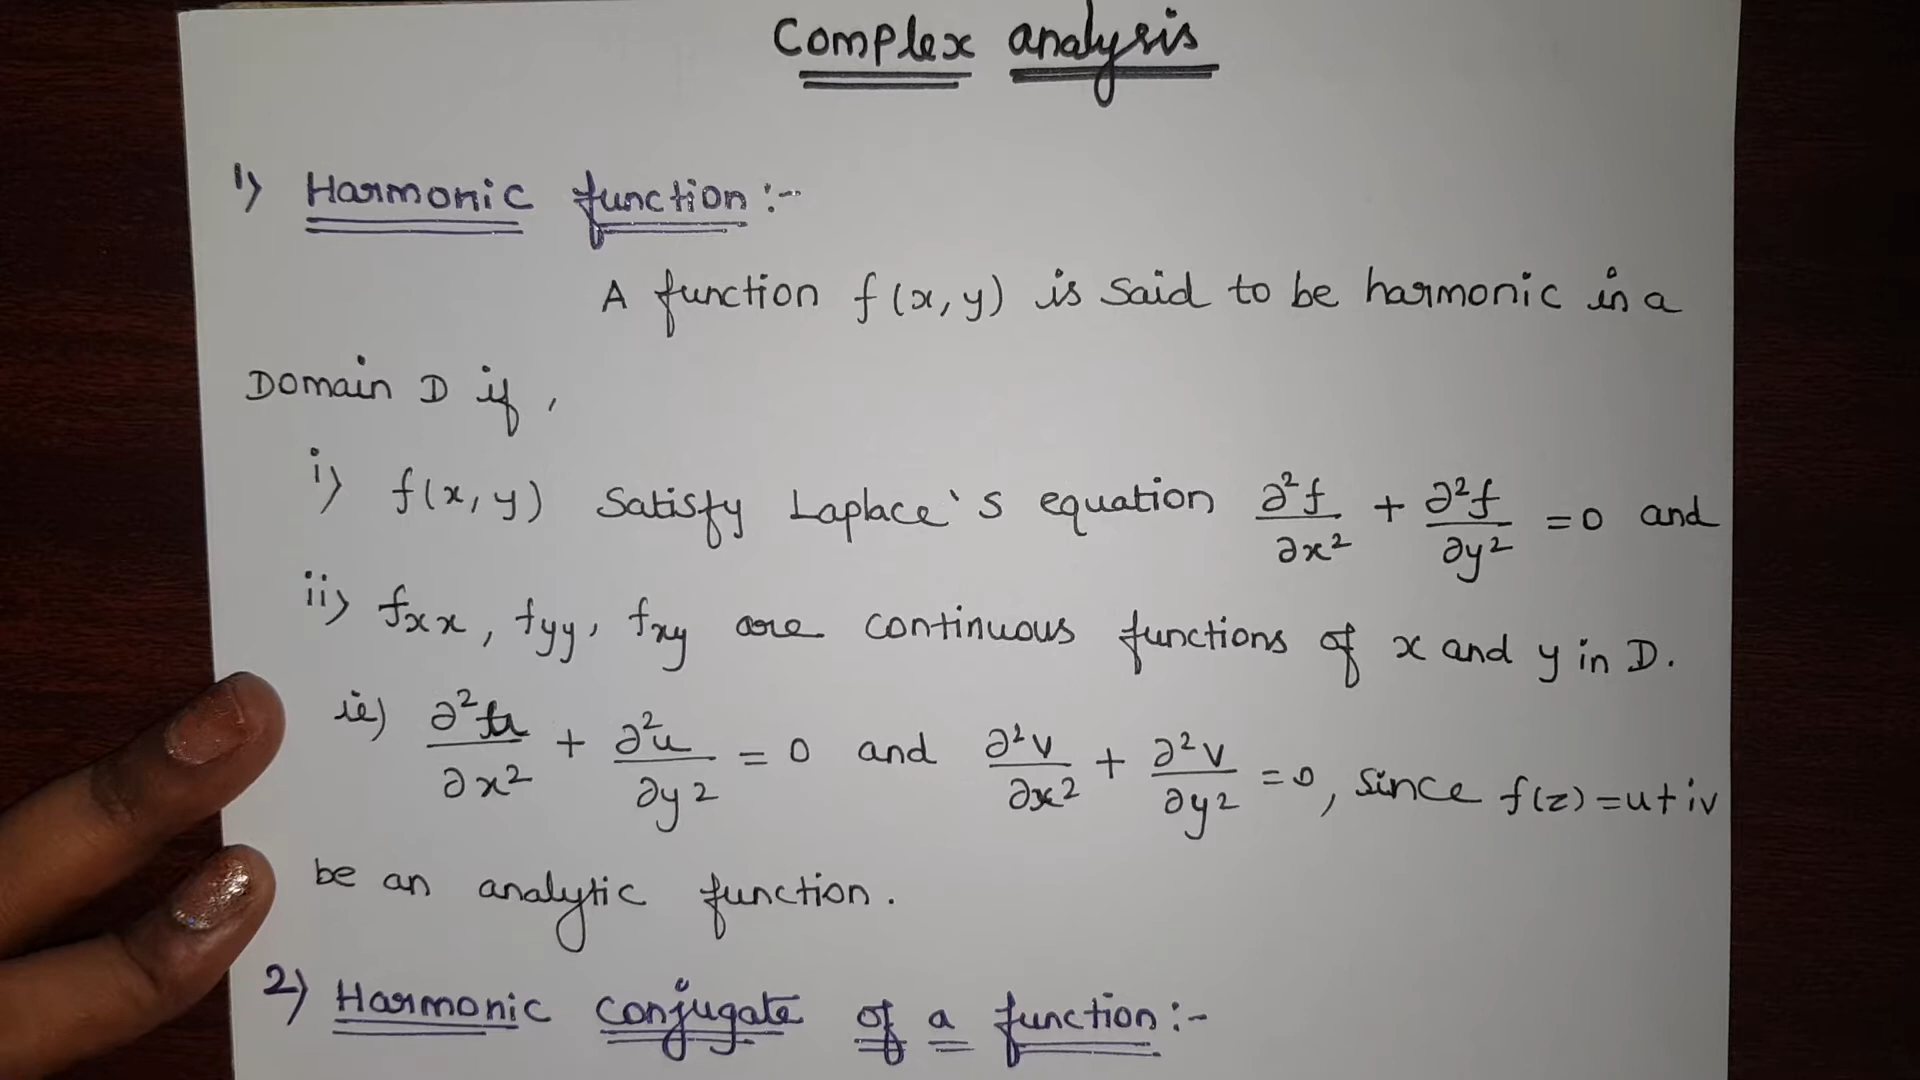 Complex analysis
1) Harmonic function:-
A function f(x, y) is said to be harmonic in a
Domain D if,
i) f(x, y) Satisfy Laplace's equation ∂²f/∂x² + ∂²f/∂y² = 0 and
ii) fxx, fyy, fxy are continuous functions of x and y in D.
ie) ∂²u/∂x² + ∂²u/∂y² = 0 and ∂²v/∂x² + ∂²v/∂y² = 0, since f(z) = u + iv
be an analytic function.
2) Harmonic conjugate of a function:-